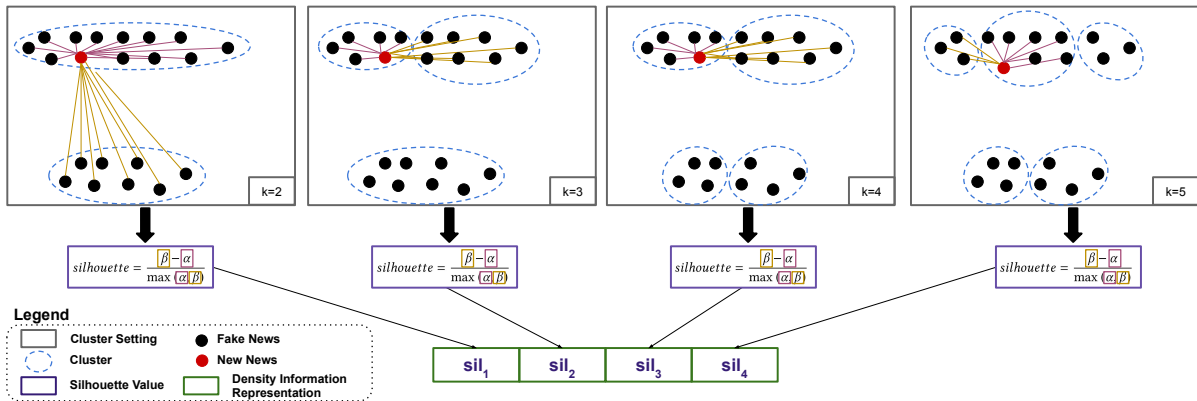 k=2
k=3
k=4
k=5
silhouette = β − α / max (α, β)
silhouette = β − α / max (α, β)
silhouette = β − α / max (α, β)
silhouette = β − α / max (α, β)
Legend
Cluster Setting
Fake News
Cluster
New News
Silhouette Value
Density Information
Representation
sil₁
sil₂
sil₃
sil₄